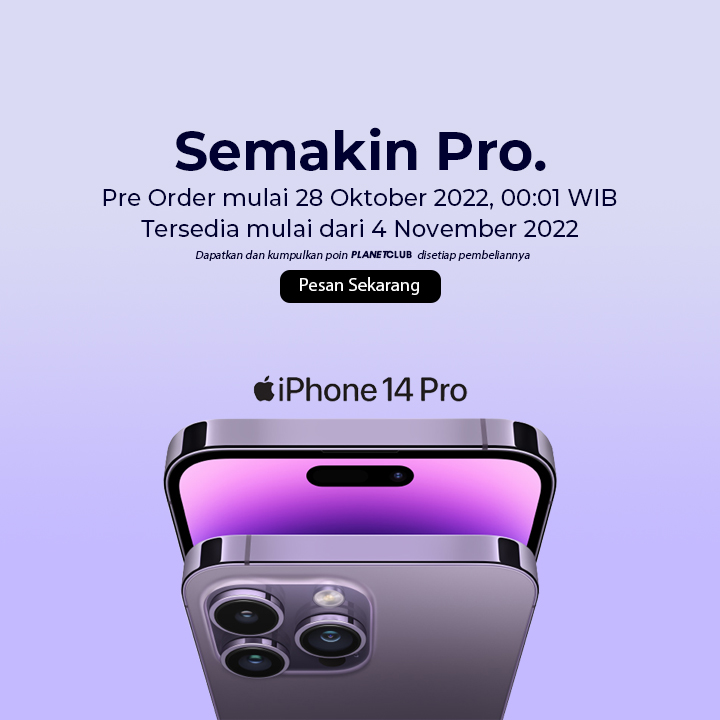 Semakin Pro.
Pre Order mulai 28 Oktober 2022, 00:01 WIB
Tersedia mulai dari 4 November 2022
Dapatkan dan kumpulkan poin PLANETCLUB disetiap pembeliannya
Pesan Sekarang
iPhone 14 Pro